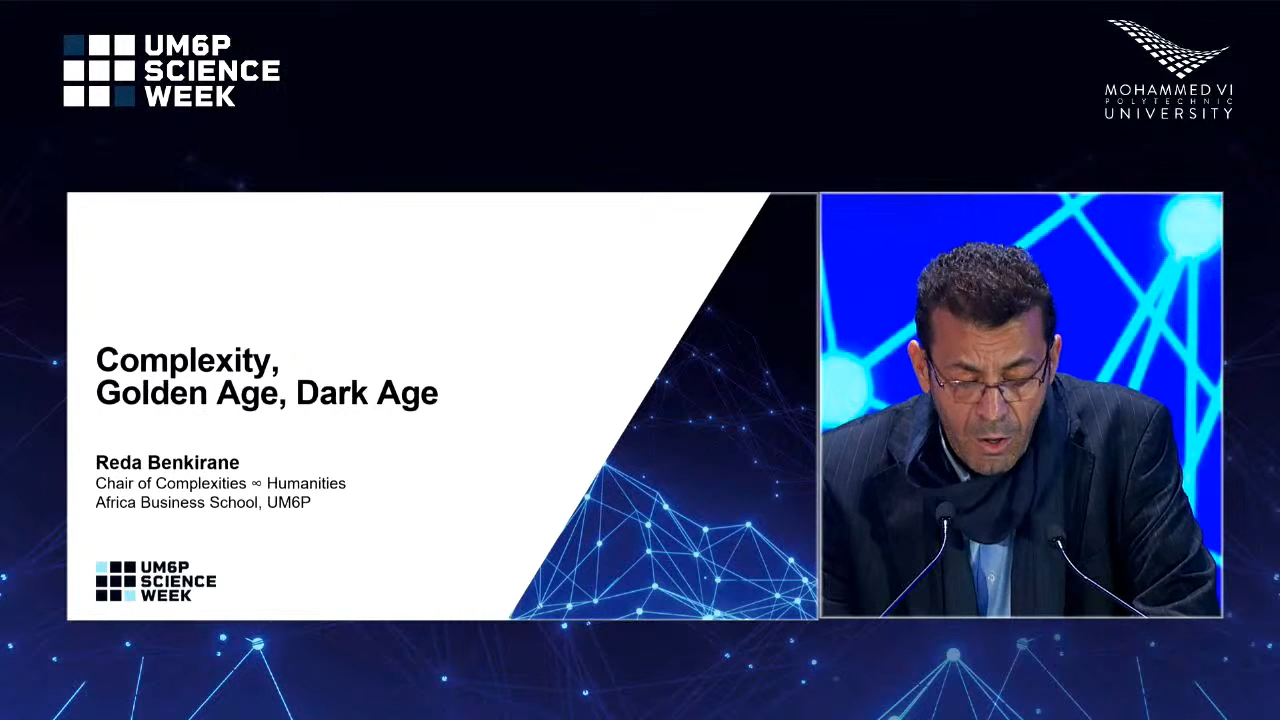 UM6P
SCIENCE
WEEK
MOHAMMED VI
POLYTECHNIC
UNIVERSITY
Complexity,
Golden Age, Dark Age
Reda Benkirane
Chair of Complexities ∞ Humanities
Africa Business School, UM6P
UM6P
SCIENCE
WEEK